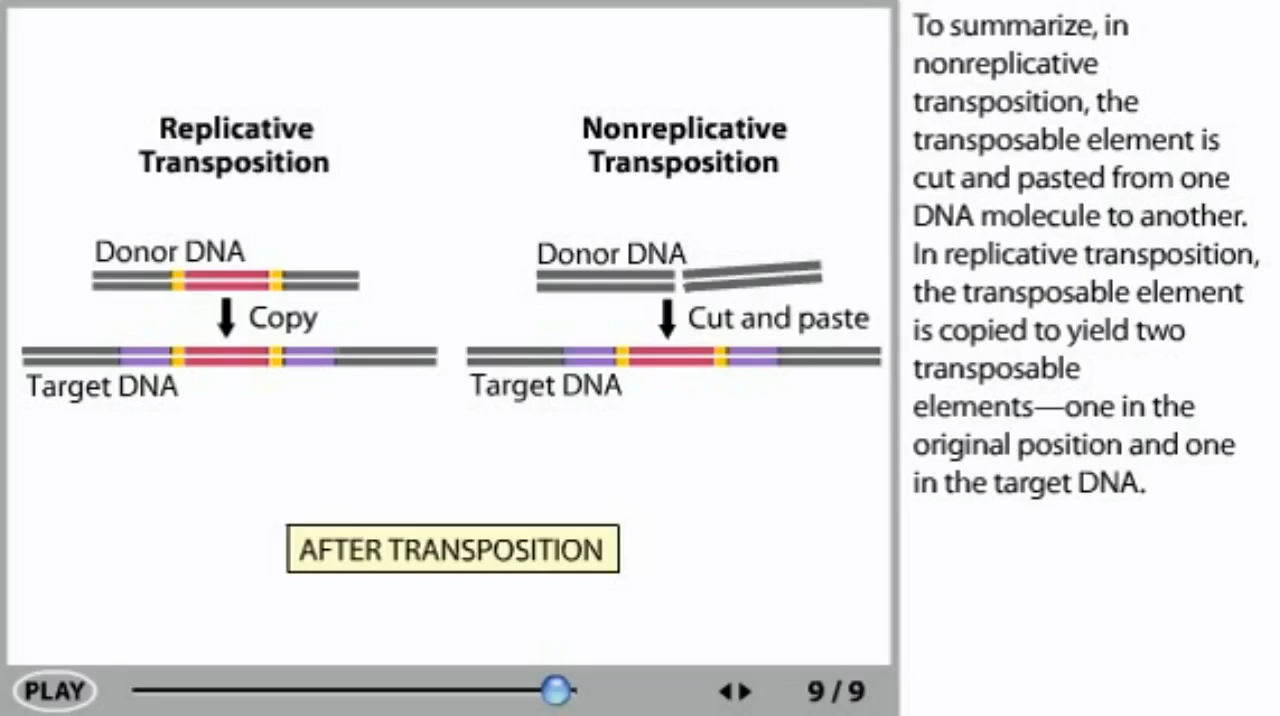 Replicative
Transposition
Donor DNA
Copy
Target DNA
Nonreplicative
Transposition
Donor DNA
Cut and paste
Target DNA
AFTER TRANSPOSITION
PLAY
9 / 9
To summarize, in
nonreplicative
transposition, the
transposable element is
cut and pasted from one
DNA molecule to another.
In replicative transposition,
the transposable element
is copied to yield two
transposable
elements—one in the
original position and one
in the target DNA.